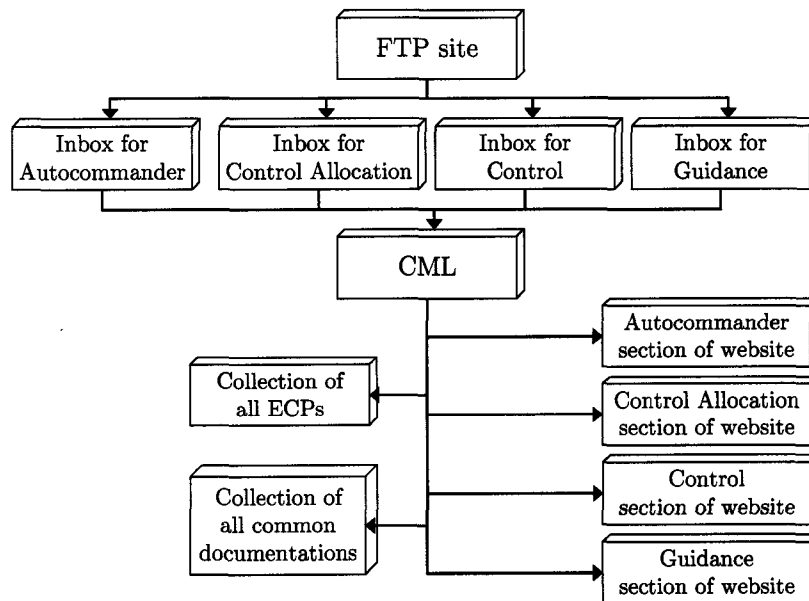 FTP site
Inbox for
Autocommander
Inbox for
Control Allocation
Inbox for
Control
Inbox for
Guidance
CML
Autocommander
section of website
Collection of
all ECPs
Control Allocation
section of website
Control
section of website
Collection of
all common
documentations
Guidance
section of website